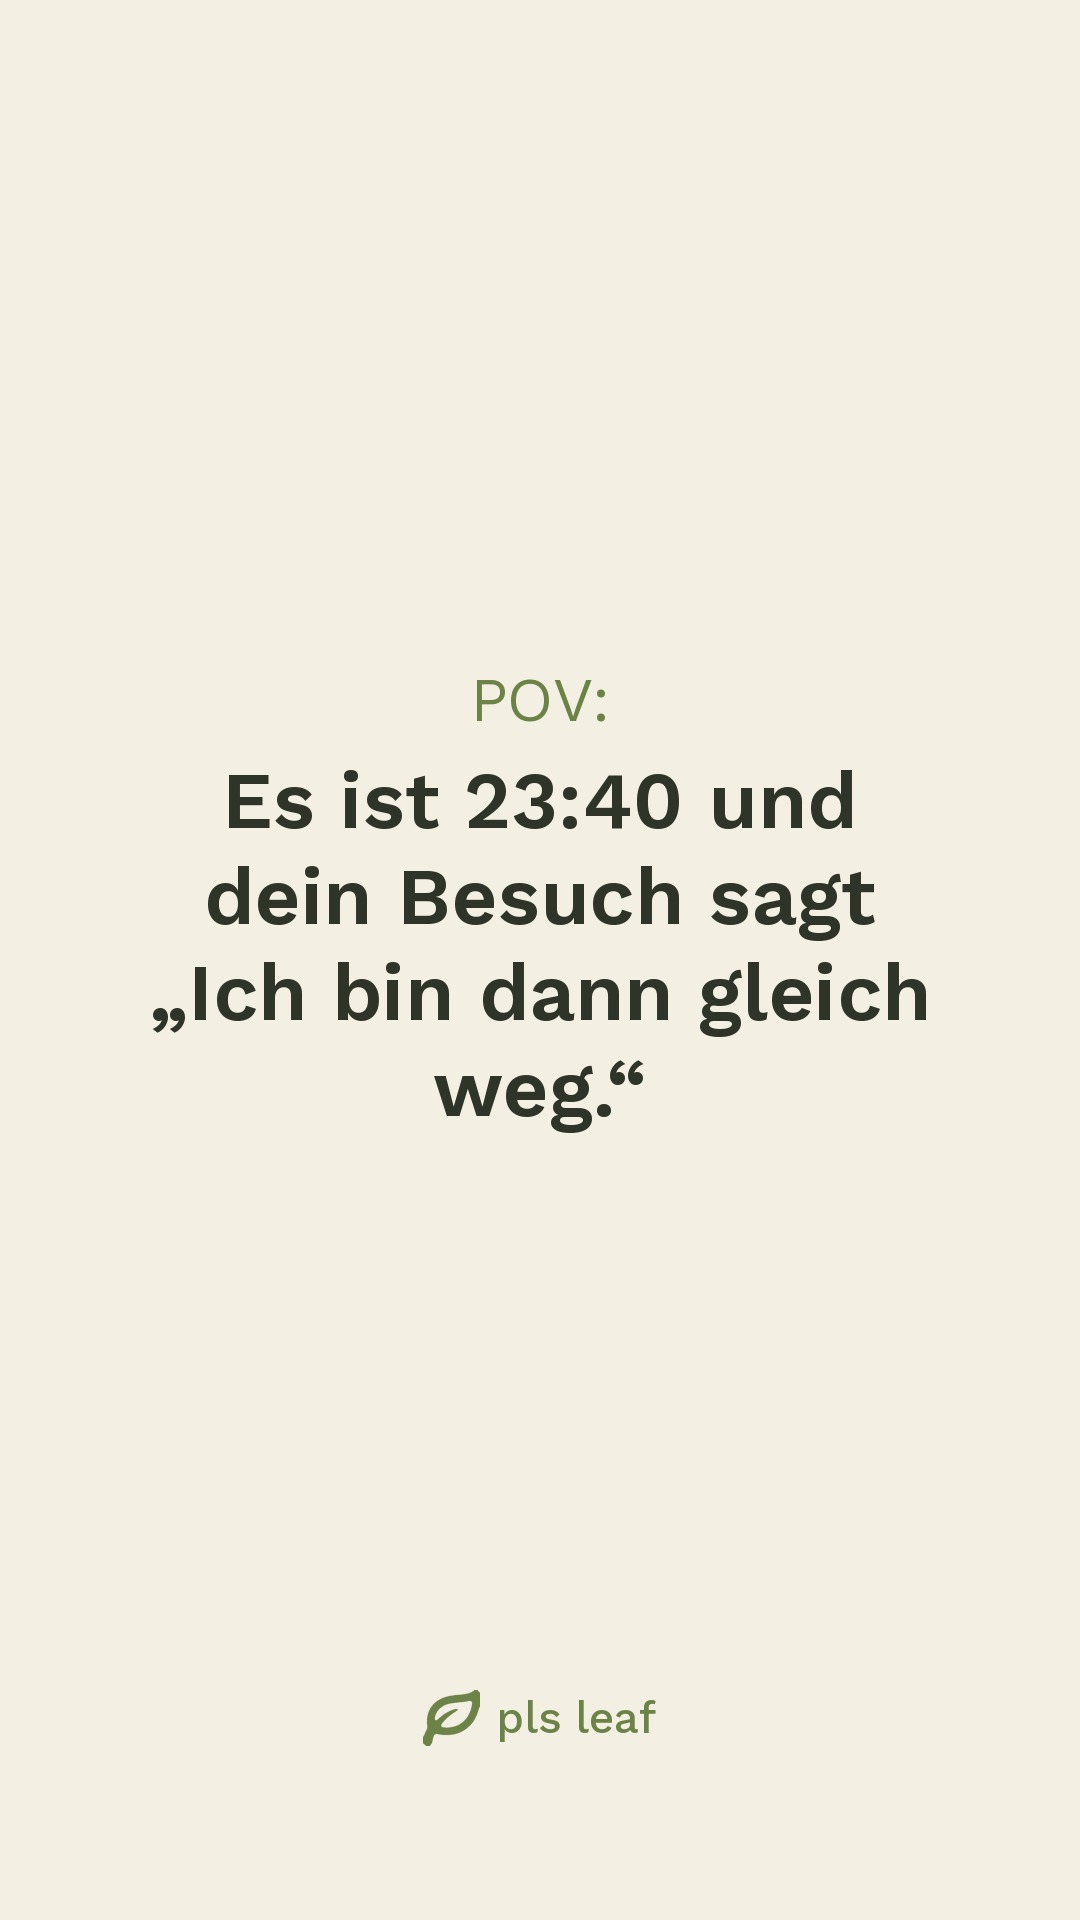 POV:
Es ist 23:40 und
dein Besuch sagt
„Ich bin dann gleich
weg.“
pls leaf